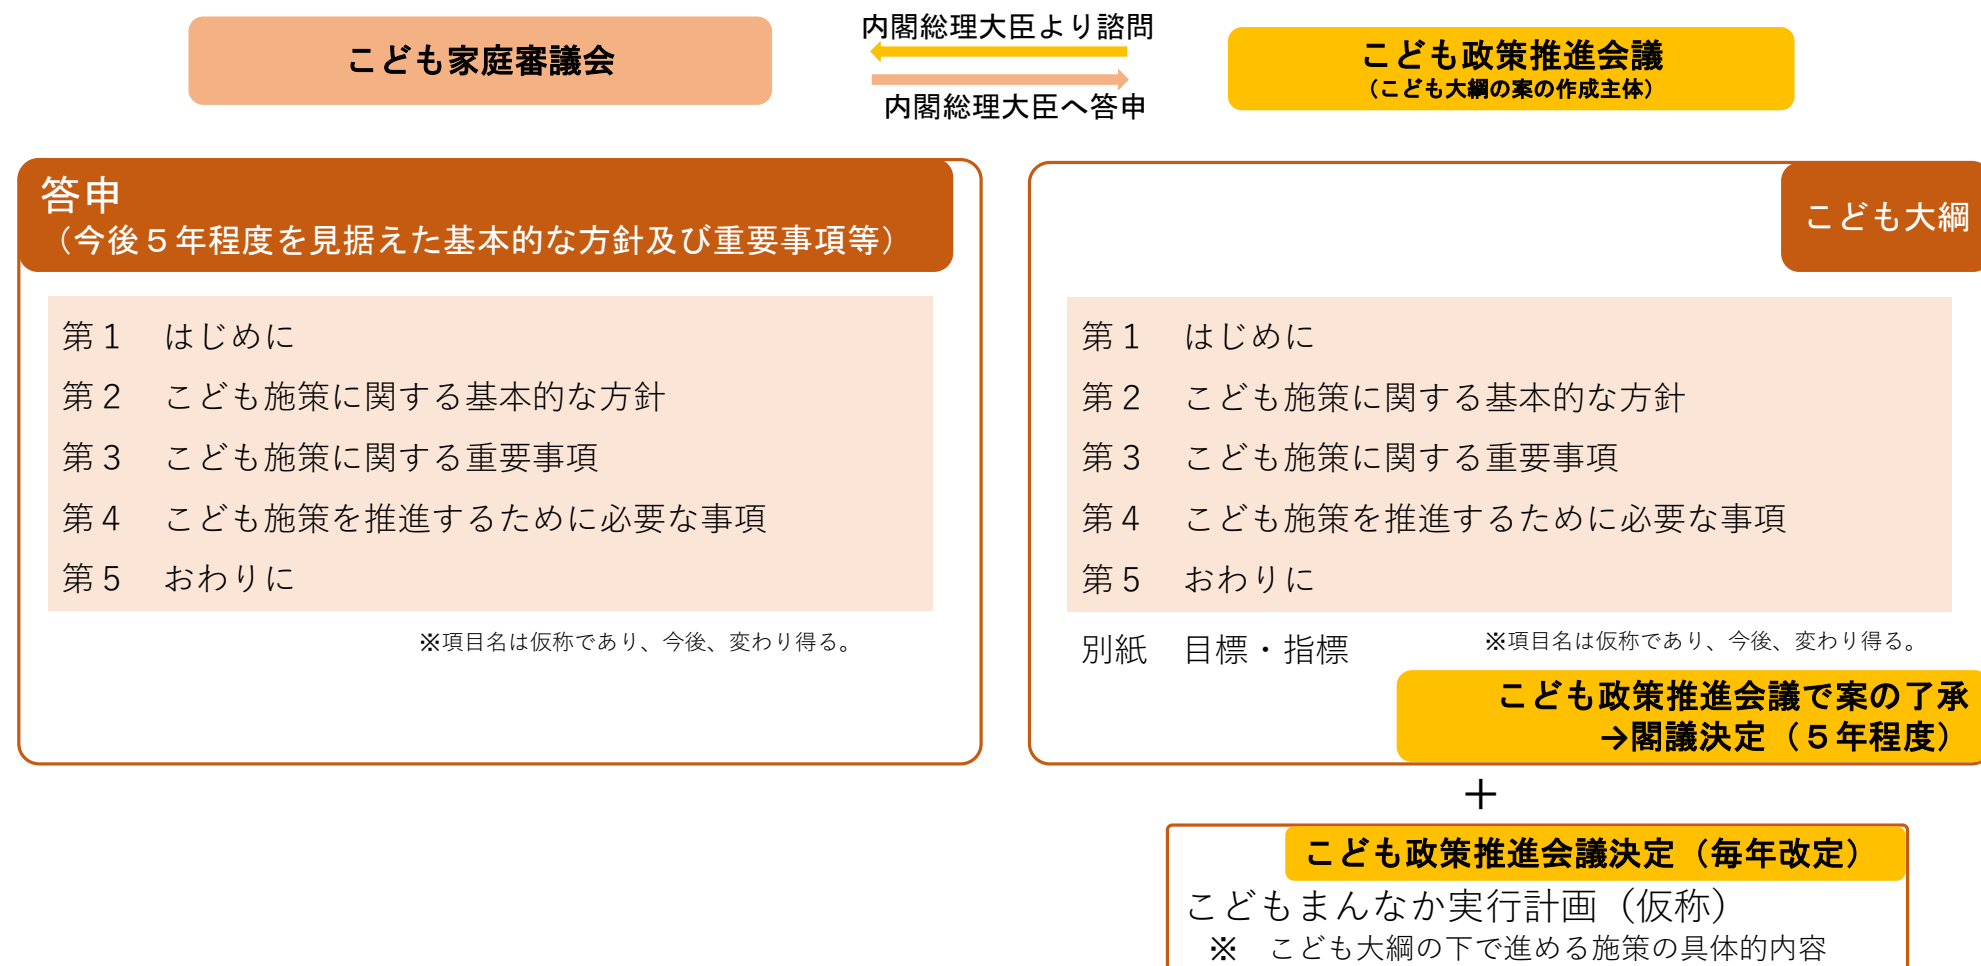 こども家庭審議会
内閣総理大臣より諮問
内閣総理大臣へ答申
こども政策推進会議
（こども大綱の案の作成主体）
答申
（今後５年程度を見据えた基本的な方針及び重要事項等）
第１　はじめに
第２　こども施策に関する基本的な方針
第３　こども施策に関する重要事項
第４　こども施策を推進するために必要な事項
第５　おわりに
※項目名は仮称であり、今後、変わり得る。
こども大綱
第１　はじめに
第２　こども施策に関する基本的な方針
第３　こども施策に関する重要事項
第４　こども施策を推進するために必要な事項
第５　おわりに
別紙　目標・指標
※項目名は仮称であり、今後、変わり得る。
こども政策推進会議で案の了承
→閣議決定（５年程度）
＋
こども政策推進会議決定（毎年改定）
こどもまんなか実行計画（仮称）
※　こども大綱の下で進める施策の具体的内容